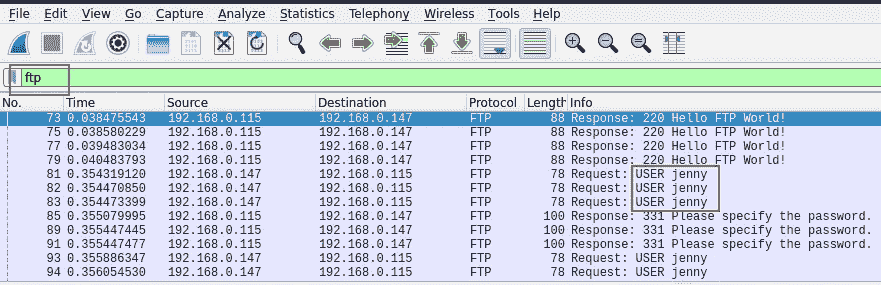 File Edit View Go Capture Analyze Statistics Telephony Wireless Tools Help
ftp
No. Time Source Destination Protocol Length Info
73 0.038475543 192.168.0.115 192.168.0.147 FTP 88 Response: 220 Hello FTP World!
75 0.038580229 192.168.0.115 192.168.0.147 FTP 88 Response: 220 Hello FTP World!
77 0.039483034 192.168.0.115 192.168.0.147 FTP 88 Response: 220 Hello FTP World!
79 0.040483793 192.168.0.115 192.168.0.147 FTP 88 Response: 220 Hello FTP World!
81 0.354319120 192.168.0.147 192.168.0.115 FTP 78 Request: USER jenny
82 0.354470850 192.168.0.147 192.168.0.115 FTP 78 Request: USER jenny
83 0.354473399 192.168.0.147 192.168.0.115 FTP 78 Request: USER jenny
85 0.355079995 192.168.0.115 192.168.0.147 FTP 100 Response: 331 Please specify the password.
89 0.355447445 192.168.0.115 192.168.0.147 FTP 100 Response: 331 Please specify the password.
91 0.355447477 192.168.0.115 192.168.0.147 FTP 100 Response: 331 Please specify the password.
93 0.355886347 192.168.0.147 192.168.0.115 FTP 78 Request: USER jenny
94 0.356054530 192.168.0.147 192.168.0.115 FTP 78 Request: USER jenny